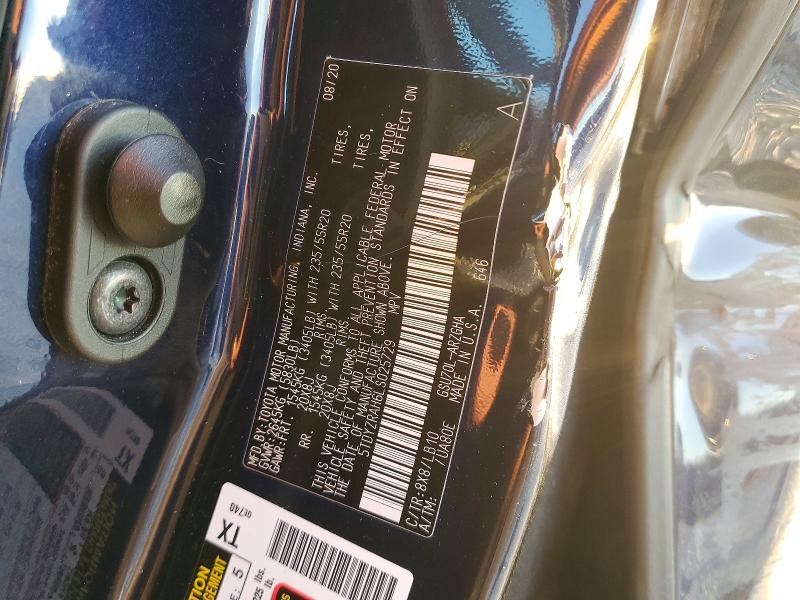 MFD.BY: TOYOTA MOTOR MANUFACTURING, INDIANA, INC. 08/20
GVWR:2645KG (5830LB)
GAWR:FRT. 1545KG (3405LB) WITH 235/55R20 TIRES,
20X8J RIMS
RR. 1545KG (3405LB) WITH 235/55R20 TIRES,
20X8J RIMS
THIS VEHICLE CONFORMS TO ALL APPLICABLE FEDERAL MOTOR
VEHICLE SAFETY AND THEFT PREVENTION STANDARDS IN EFFECT ON
THE DATE OF MANUFACTURE SHOWN ABOVE.
MPV
C/TR:8X8/LB10 GSU70L-ARZGHA
A/TM: /UA80E MADE IN U.S.A. 646
A
TX
0E740